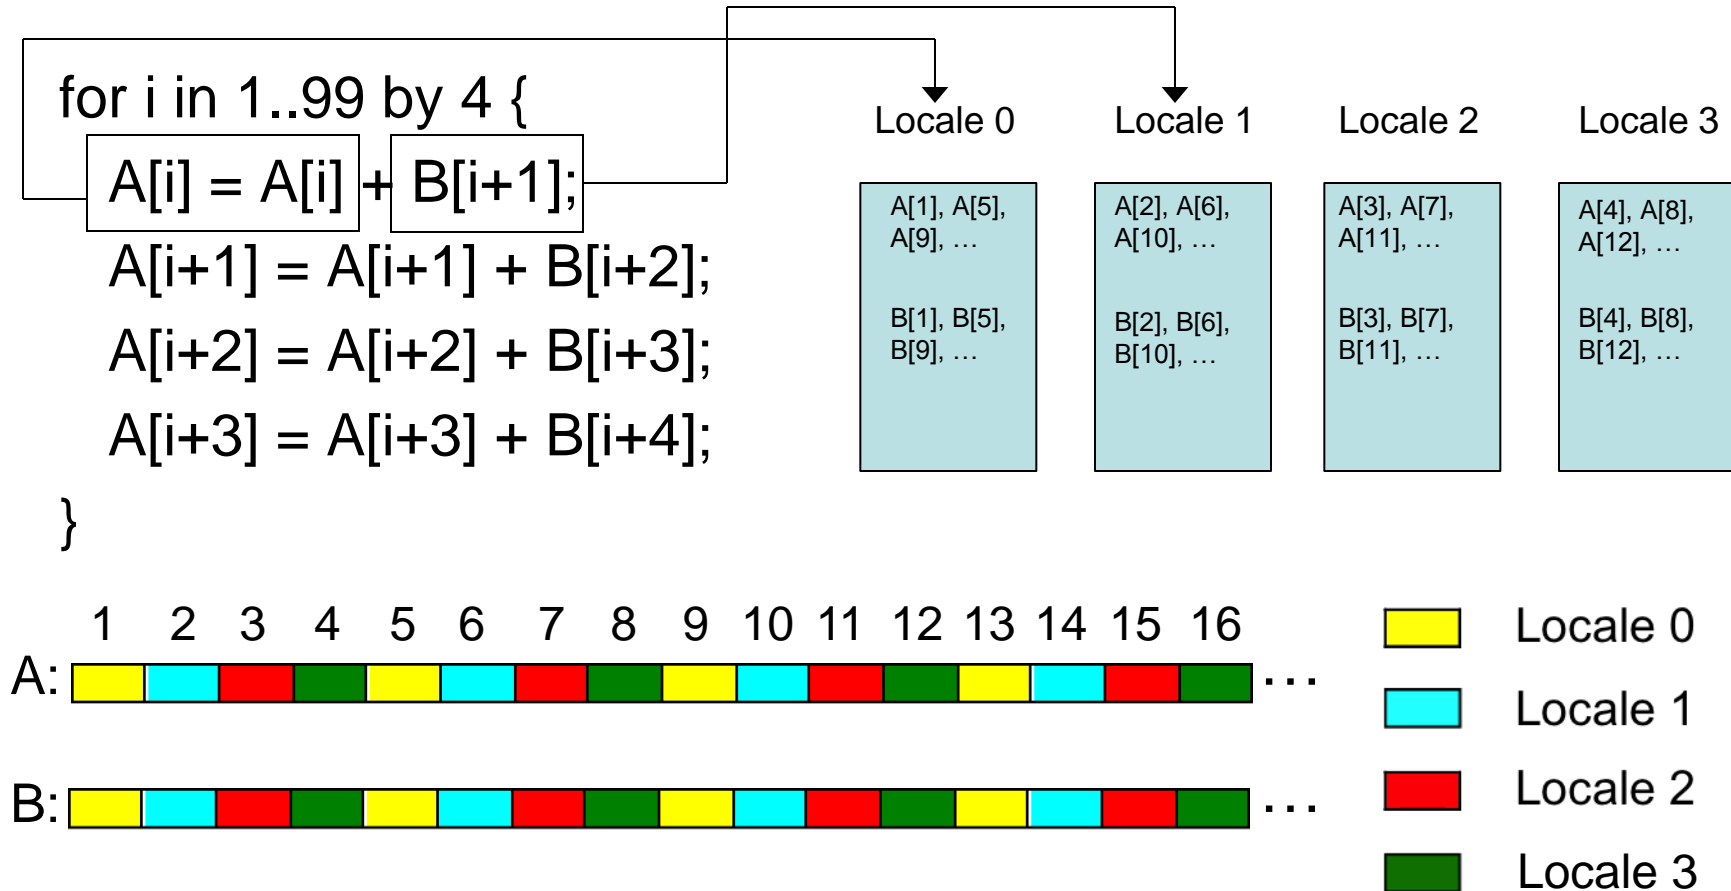 for i in 1..99 by 4 {
A[i] = A[i] + B[i+1];
A[i+1] = A[i+1] + B[i+2];
A[i+2] = A[i+2] + B[i+3];
A[i+3] = A[i+3] + B[i+4];
}
Locale 0
A[1], A[5],
A[9], …
B[1], B[5],
B[9], …
Locale 1
A[2], A[6],
A[10], …
B[2], B[6],
B[10], …
Locale 2
A[3], A[7],
A[11], …
B[3], B[7],
B[11], …
Locale 3
A[4], A[8],
A[12], …
B[4], B[8],
B[12], …
1 2 3 4 5 6 7 8 9 10 11 12 13 14 15 16
A: …
B: …
Locale 0
Locale 1
Locale 2
Locale 3